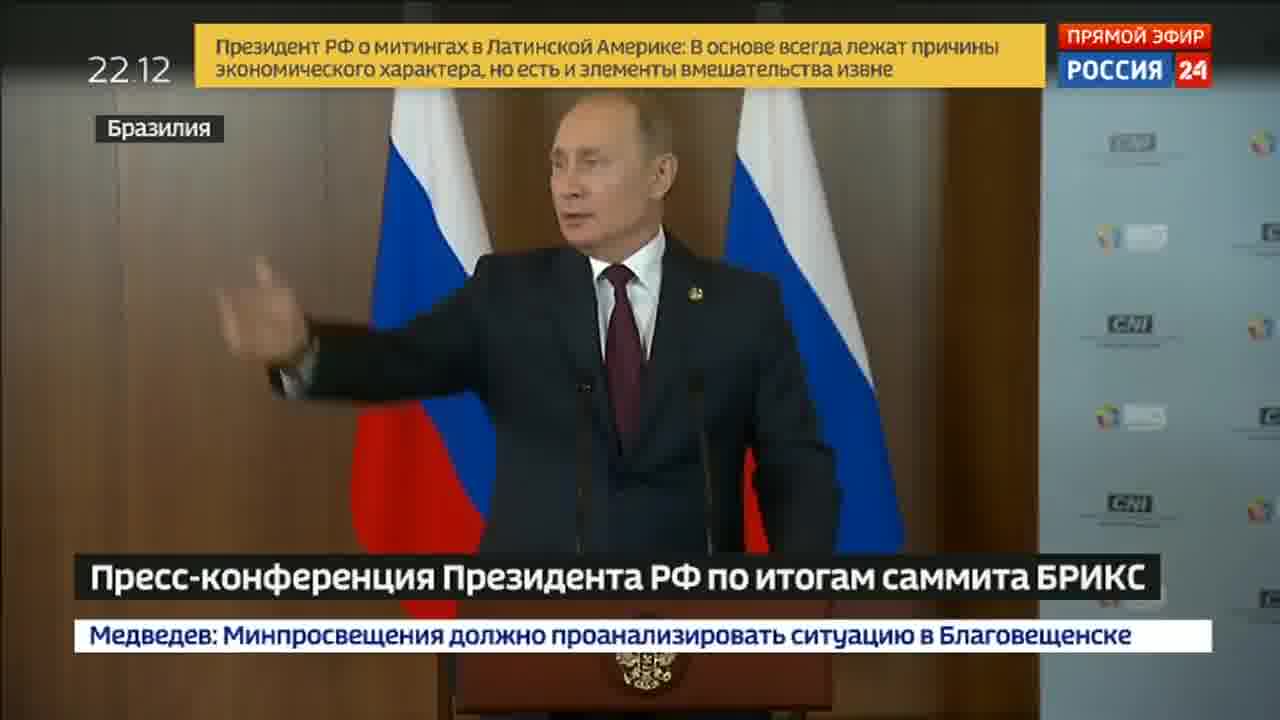 22.12
Президент РФ о митингах в Латинской Америке: В основе всегда лежат причины
экономического характера, но есть и элементы вмешательства извне
ПРЯМОЙ ЭФИР
РОССИЯ 24
Бразилия
CNI
CNI
CNI
Пресс-конференция Президента РФ по итогам саммита БРИКС
Медведев: Минпросвещения должно проанализировать ситуацию в Благовещенске